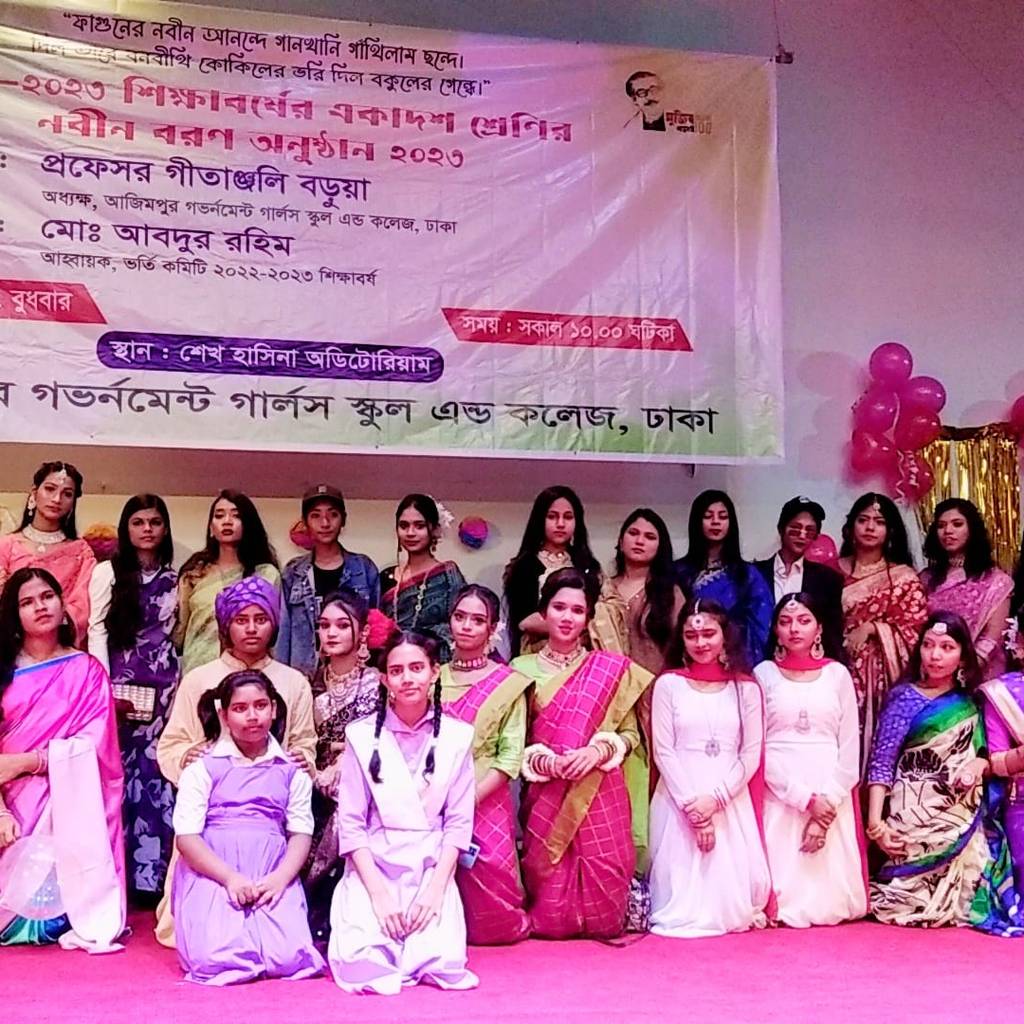 “ফাগুনের নবীন আনন্দে গানখানি গাঁথিলাম ছন্দে।
দিল তারে বনবীথি কোকিলের ভরি দিল বকুলের গন্ধে।”
-২০২৩ শিক্ষাবর্ষের একাদশ শ্রেণির
নবীন বরণ অনুষ্ঠান ২০২৩
: প্রফেসর গীতাঞ্জলি বড়ুয়া
অধ্যক্ষ, আজিমপুর গভর্নমেন্ট গার্লস স্কুল এন্ড কলেজ, ঢাকা
: মোঃ আবদুর রহিম
আহ্বায়ক, ভর্তি কমিটি ২০২২-২০২৩ শিক্ষাবর্ষ
বুধবার
সময় : সকাল ১০.০০ ঘটিকা
স্থান : শেখ হাসিনা অডিটোরিয়াম
র গভর্নমেন্ট গার্লস স্কুল এন্ড কলেজ, ঢাকা
মুজিব
100